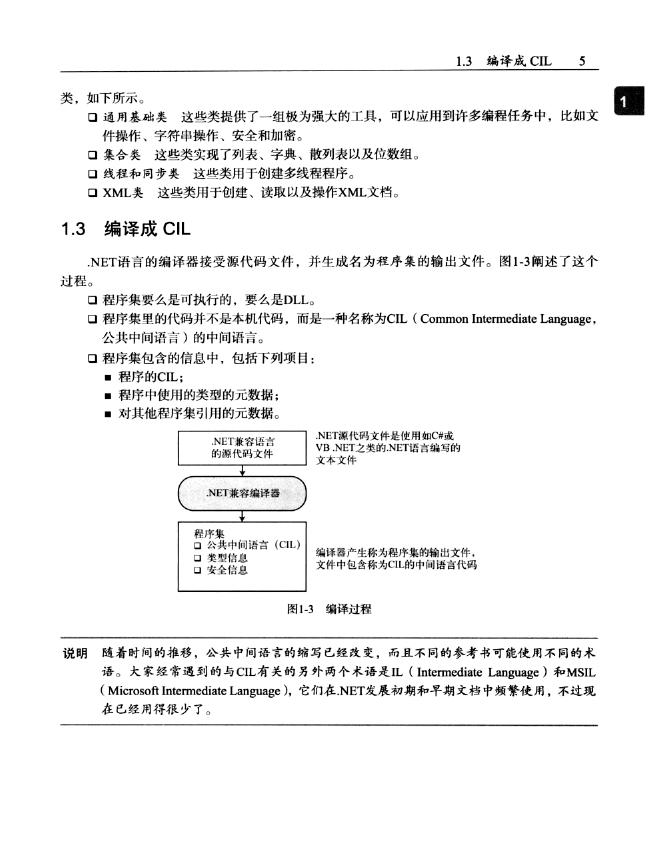 1.3 编译成 CIL 5
1
类，如下所示。
❑ 通用基础类 这些类提供了一组极为强大的工具，可以应用到许多编程任务中，比如文
件操作、字符串操作、安全和加密。
❑ 集合类 这些类实现了列表、字典、散列表以及位数组。
❑ 线程和同步类 这些类用于创建多线程程序。
❑ XML类 这些类用于创建、读取以及操作XML文档。
1.3 编译成 CIL
.NET语言的编译器接受源代码文件，并生成名为程序集的输出文件。图1-3阐述了这个
过程。
❑ 程序集要么是可执行的，要么是DLL。
❑ 程序集里的代码并不是本机代码，而是一种名称为CIL（Common Intermediate Language，
公共中间语言）的中间语言。
❑ 程序集包含的信息中，包括下列项目：
■ 程序的CIL；
■ 程序中使用的类型的元数据；
■ 对其他程序集引用的元数据。
.NET兼容语言
的源代码文件
.NET源代码文件是使用如C#或
VB .NET之类的.NET语言编写的
文本文件
.NET兼容编译器
程序集
❑ 公共中间语言（CIL）
❑ 类型信息
❑ 安全信息
编译器产生称为程序集的输出文件，
文件中包含称为CIL的中间语言代码
图1-3 编译过程
说明 随着时间的推移，公共中间语言的缩写已经改变，而且不同的参考书可能使用不同的术
语。大家经常遇到的与CIL有关的另外两个术语是IL（Intermediate Language）和MSIL
（Microsoft Intermediate Language），它们在.NET发展初期和早期文档中频繁使用，不过现
在已经用得很少了。